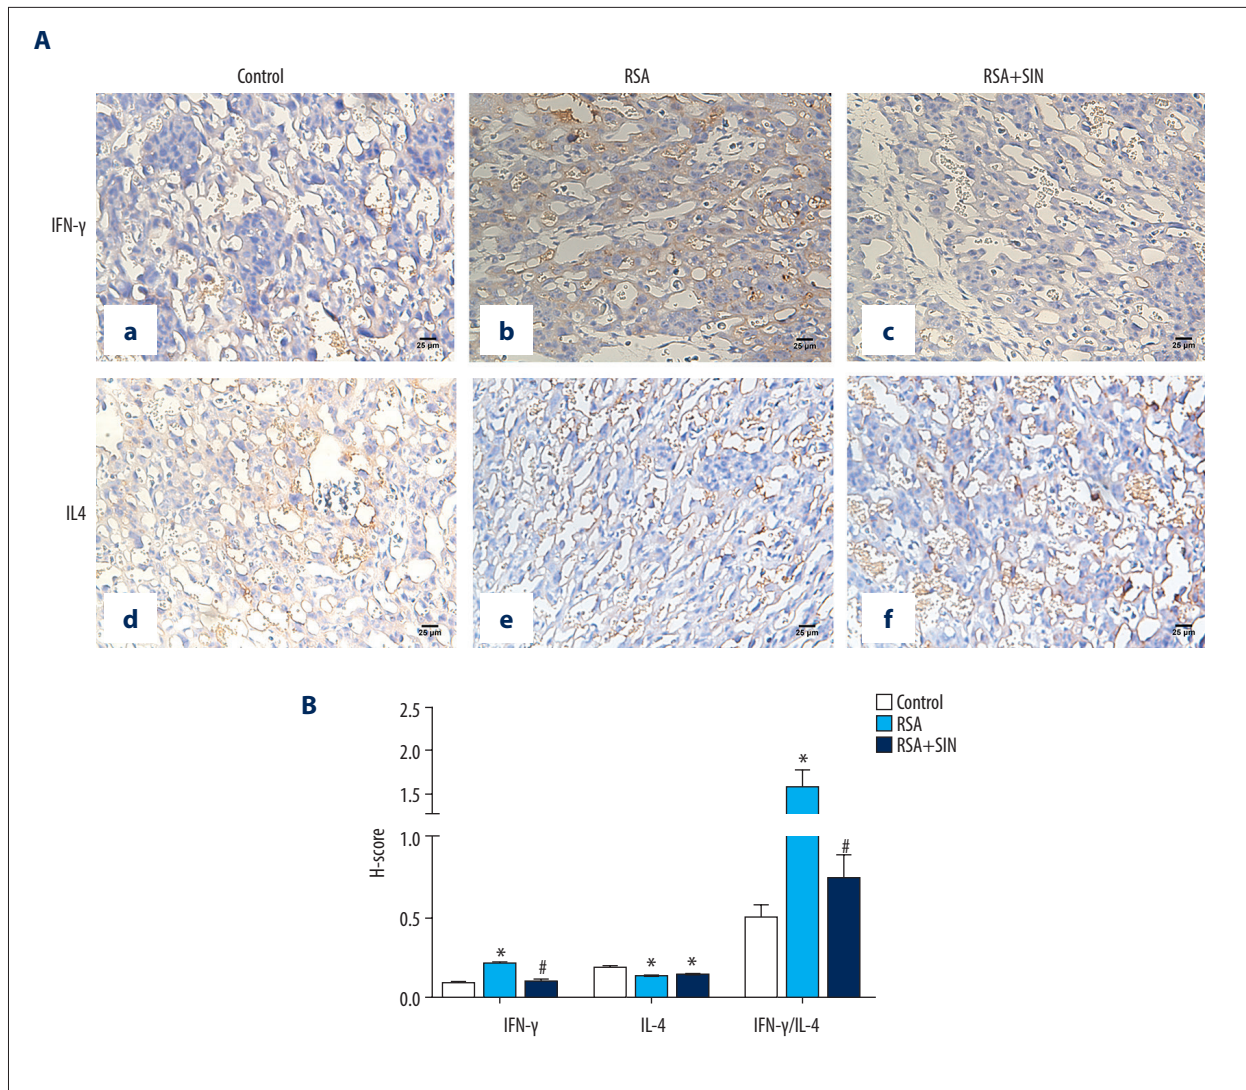 A
Control RSA RSA+SIN
IFN-γ
a b c
25 μm 25 μm 25 μm
IL4
d e f
25 μm 25 μm 25 μm
B
Control
RSA
RSA+SIN
H-score
2.5
2.0
1.5
1.0
0.5
0.0
* # * * * #
IFN-γ IL-4 IFN-γ/IL-4